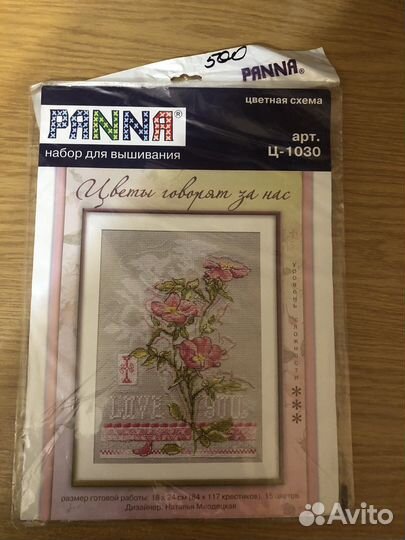 500
PANNA®
PANNA®
набор для вышивания
цветная схема
арт.
Ц-1030
Цветы говорят за нас
уровень сложности
I
LOVE YOU
размер готовой работы: 18 x 24 см (84 x 117 крестиков), 15 цветов
Дизайнер: Наталья Млодецкая
Avito